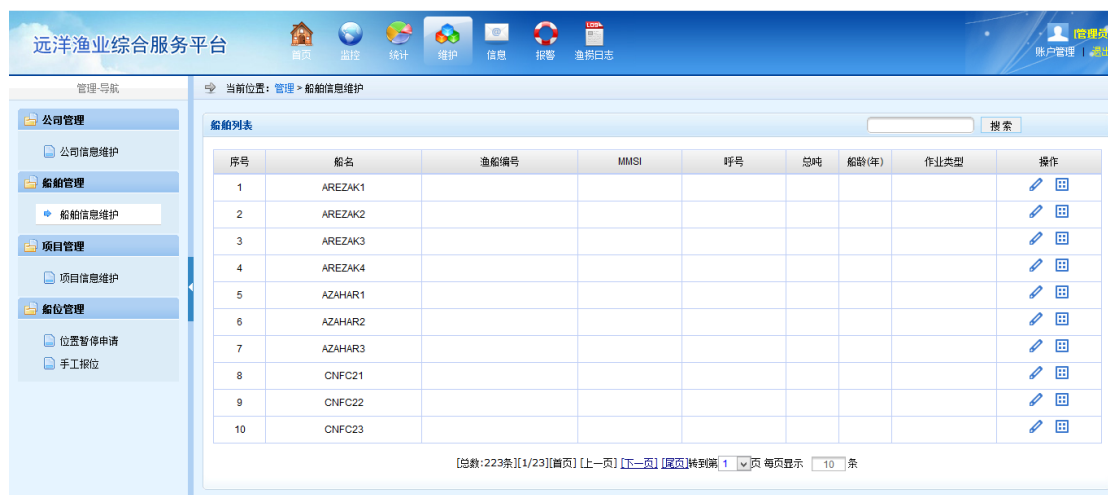 远洋渔业综合服务平台
首页 监控 统计 维护 信息 报警 渔捞日志
[管理员
账户管理 | 退出
管理-导航
当前位置: 管理 > 船舶信息维护
公司管理
公司信息维护
船舶管理
船舶信息维护
项目管理
项目信息维护
船位管理
位置暂停申请
手工报位
船舶列表 搜索
序号 船名 渔船编号 MMSI 呼号 总吨 船龄(年) 作业类型 操作
1 AREZAK1
2 AREZAK2
3 AREZAK3
4 AREZAK4
5 AZAHAR1
6 AZAHAR2
7 AZAHAR3
8 CNFC21
9 CNFC22
10 CNFC23
[总数:223条][1/23][首页] [上一页] [下一页] [尾页]转到第 1 页 每页显示 10 条